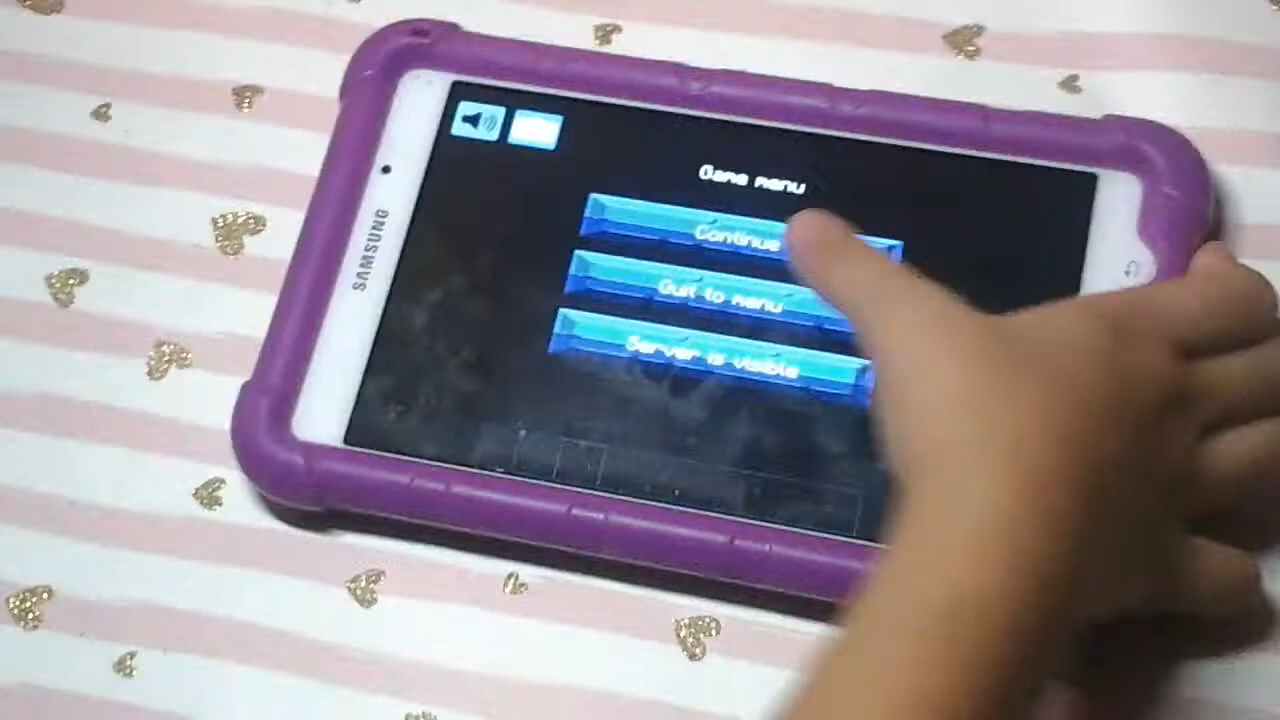 SAMSUNG
Game menu
Continue
Quit to menu
Server is visible